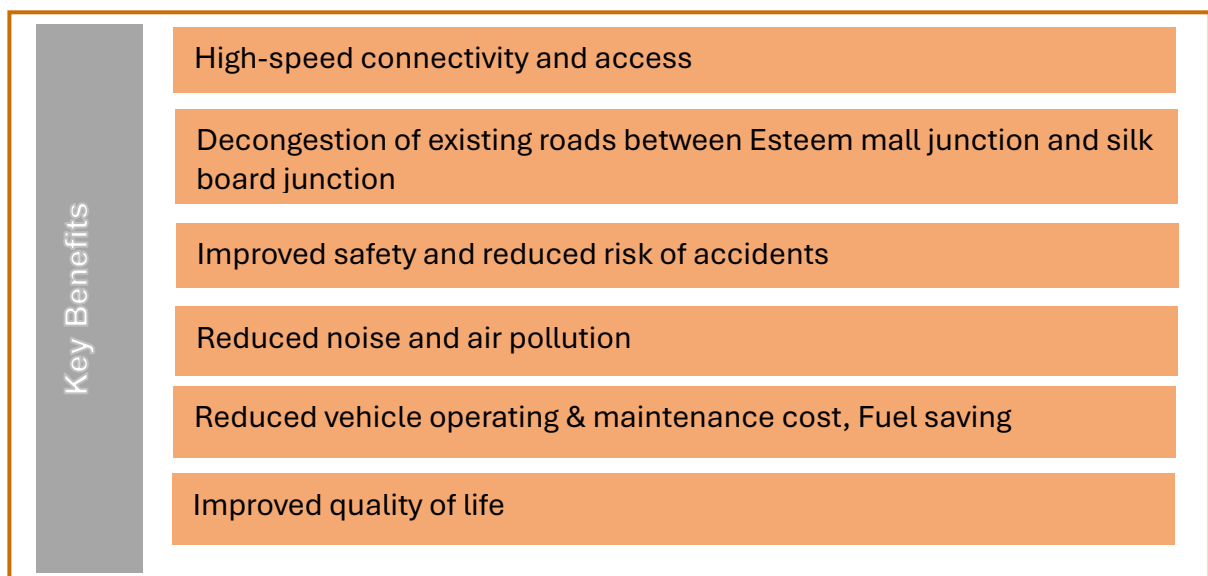 Key Benefits
High-speed connectivity and access
Decongestion of existing roads between Esteem mall junction and silk
board junction
Improved safety and reduced risk of accidents
Reduced noise and air pollution
Reduced vehicle operating & maintenance cost, Fuel saving
Improved quality of life